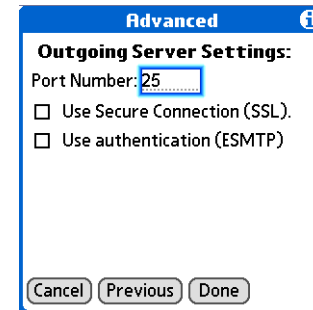 Advanced
Outgoing Server Settings:
Port Number: 25
Use Secure Connection (SSL).
Use authentication (ESMTP)
Cancel Previous Done